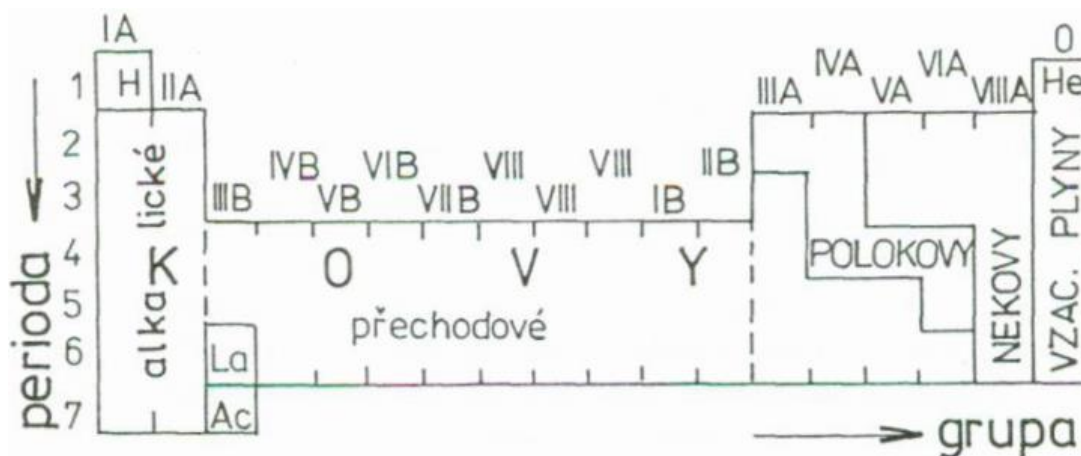 IA
0
1 H IIA IIIA IVA VA VIA VIIIA He
2
IIIB IVB VB VIB VIIB VIII VIII VIII IB IIB
3
4 K O V Y POLOKOVY
5 přechodové
6 La
7 Ac
perioda
alka lické
NEKOVY
VZAC. PLYNY
grupa